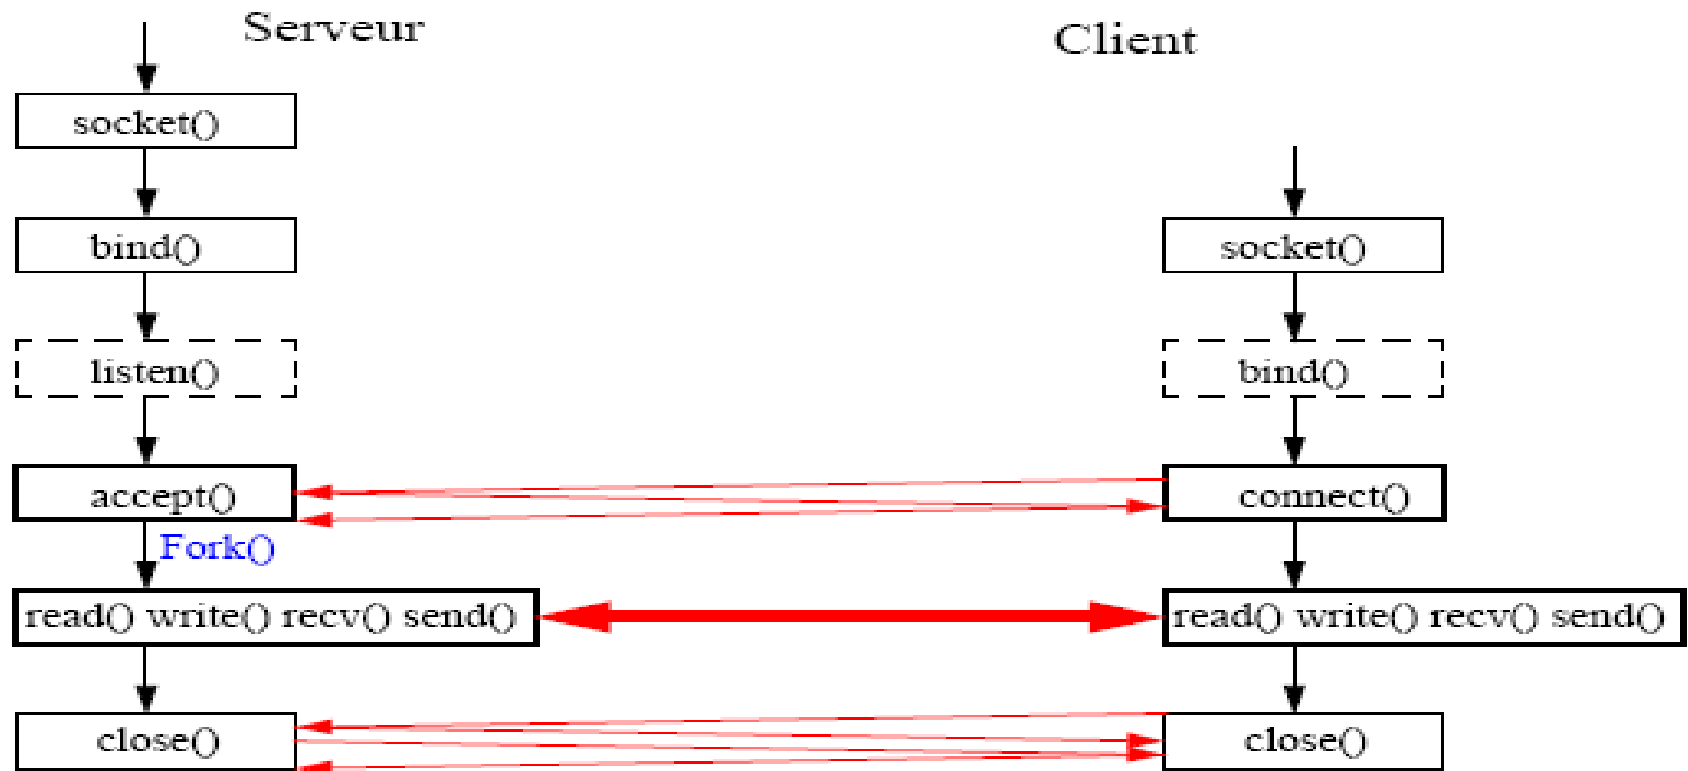 Serveur
Client
socket()
bind()
socket()
listen()
bind()
accept()
connect()
Fork()
read() write() recv() send()
read() write() recv() send()
close()
close()